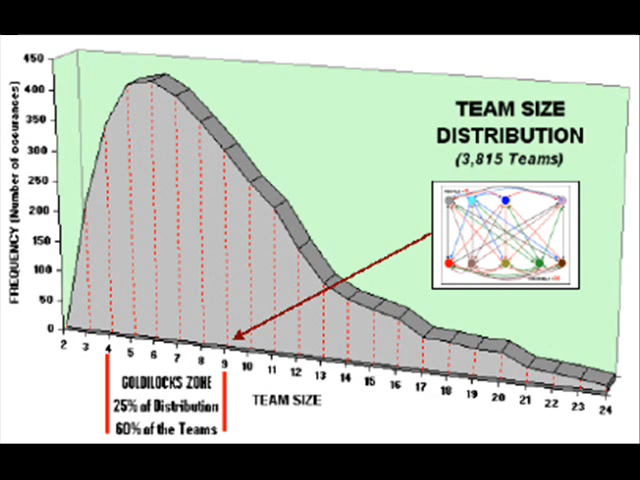 450
400
350
300
250
200
150
100
50
0
FREQUENCY (Number of occurances)
TEAM SIZE
DISTRIBUTION
(3,815 Teams)
2 3 4 5 6 7 8 9 10 11 12 13 14 15 16 17 18 19 20 21 22 23 24
TEAM SIZE
GOLDILOCKS ZONE
25% of Distribution
60% of the Teams